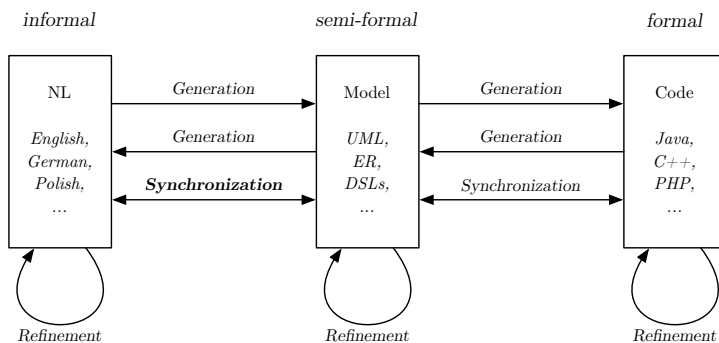 informal
semi-formal
formal
NL
English,
German,
Polish,
...
Generation
Generation
Synchronization
Model
UML,
ER,
DSLs,
...
Generation
Generation
Synchronization
Code
Java,
C++,
PHP,
...
Refinement
Refinement
Refinement